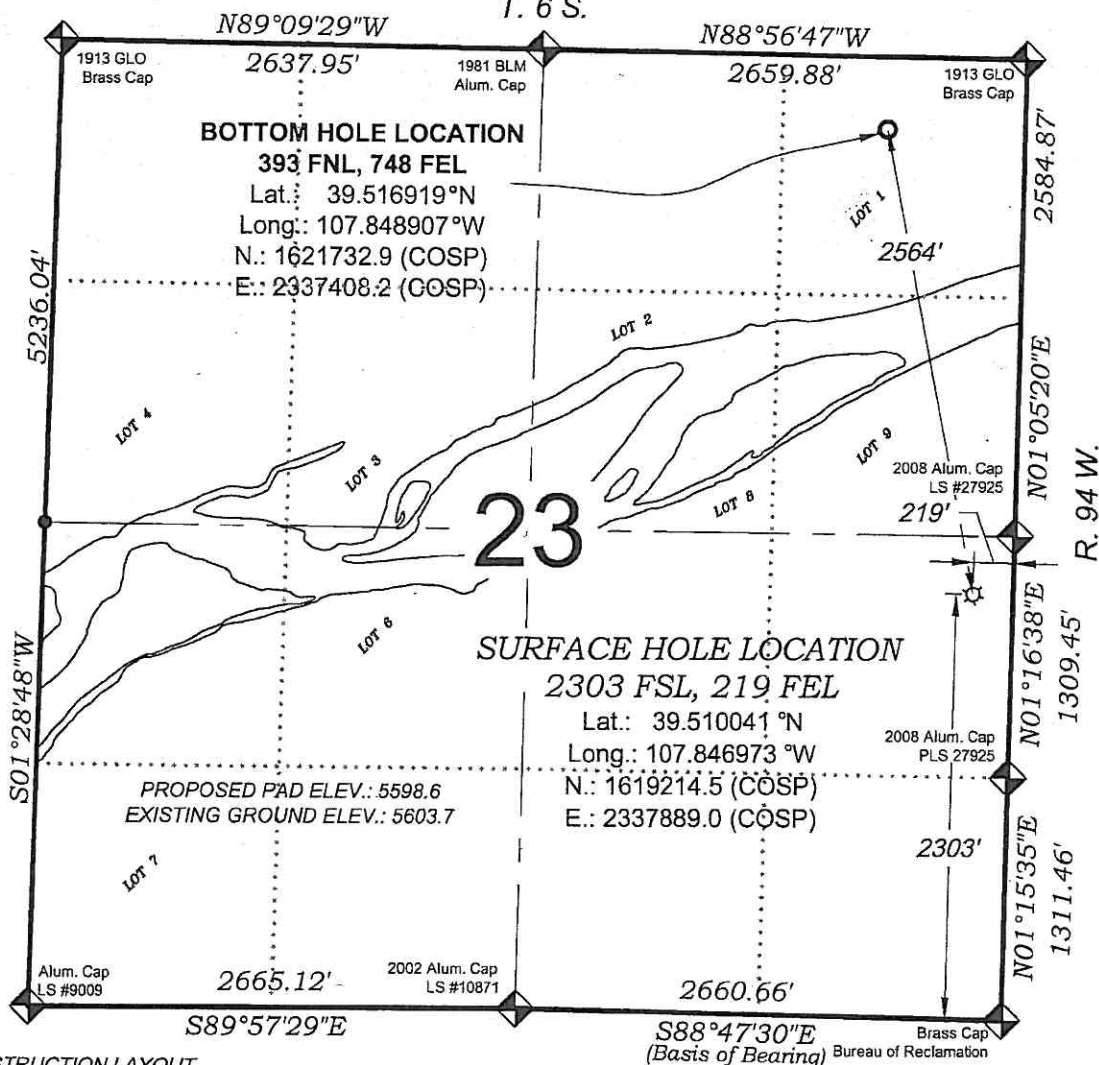 T. 6 S.
N89°09'29"W
N88°56'47"W
1913 GLO
Brass Cap
2637.95'
1981 BLM
Alum. Cap
2659.88'
1913 GLO
Brass Cap
BOTTOM HOLE LOCATION
393 FNL, 748 FEL
Lat.: 39.516919°N
Long.: 107.848907°W
N.: 1621732.9 (COSP)
E.: 2337408.2 (COSP)
2584.87'
LOT 1
2564'
5236.04'
LOT 2
LOT 4
LOT 3
LOT 9
N01°05'20"E
2008 Alum. Cap
LS #27925
LOT 8
219'
R. 94 W.
23
LOT 6
SURFACE HOLE LOCATION
2303 FSL, 219 FEL
Lat.: 39.510041 °N
Long.: 107.846973 °W
N.: 1619214.5 (COSP)
E.: 2337889.0 (COSP)
N01°16'38"E
1309.45'
2008 Alum. Cap
PLS 27925
S01°28'48"W
PROPOSED PAD ELEV.: 5598.6
EXISTING GROUND ELEV.: 5603.7
2303'
LOT 7
N01°15'35"E
1311.46'
Alum. Cap
LS #9009
2665.12'
2002 Alum. Cap
LS #10871
2660.66'
S89°57'29"E
S88°47'30"E
(Basis of Bearing)
Brass Cap
Bureau of Reclamation
STRUCTION LAYOUT